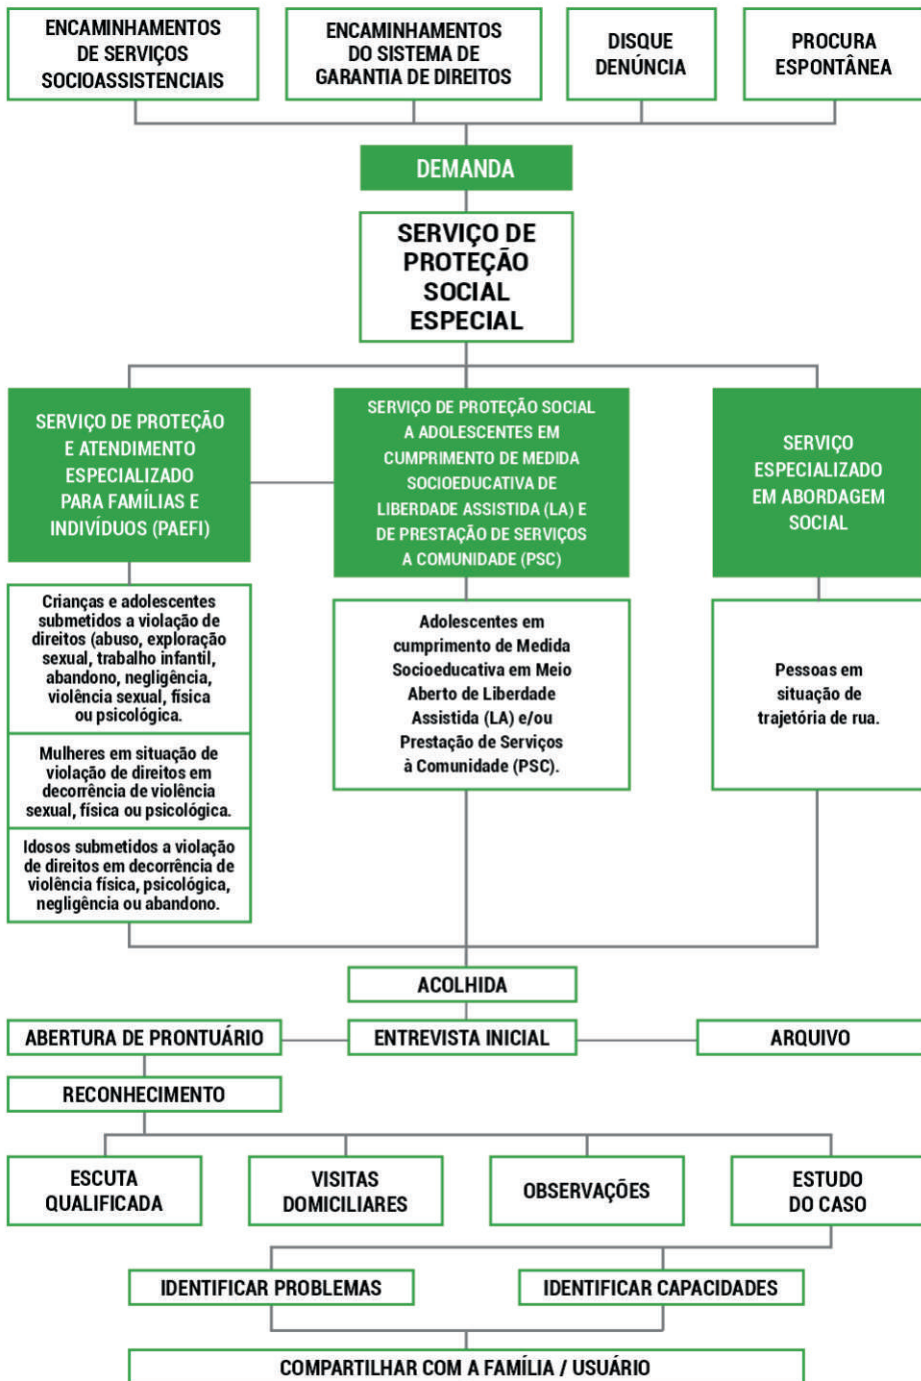 ENCAMINHAMENTOS
DE SERVIÇOS
SOCIOASSISTENCIAIS
ENCAMINHAMENTOS
DO SISTEMA DE
GARANTIA DE DIREITOS
DISQUE
DENÚNCIA
PROCURA
ESPONTÂNEA
DEMANDA
SERVIÇO DE
PROTEÇÃO
SOCIAL
ESPECIAL
SERVIÇO DE PROTEÇÃO
E ATENDIMENTO
ESPECIALIZADO
PARA FAMÍLIAS E
INDIVÍDUOS (PAEFI)
SERVIÇO DE PROTEÇÃO SOCIAL
A ADOLESCENTES EM
CUMPRIMENTO DE MEDIDA
SOCIOEDUCATIVA DE
LIBERDADE ASSISTIDA (LA) E
DE PRESTAÇÃO DE SERVIÇOS
A COMUNIDADE (PSC)
SERVIÇO
ESPECIALIZADO
EM ABORDAGEM
SOCIAL
Crianças e adolescentes
submetidos a violação de
direitos (abuso, exploração
sexual, trabalho infantil,
abandono, negligência,
violência sexual, física
ou psicológica.
Mulheres em situação de
violação de direitos em
decorrência de violência
sexual, física ou psicológica.
Idosos submetidos a violação
de direitos em decorrência de
violência física, psicológica,
negligência ou abandono.
Adolescentes em
cumprimento de Medida
Socioeducativa em Meio
Aberto de Liberdade
Assistida (LA) e/ou
Prestação de Serviços
à Comunidade (PSC).
Pessoas em
situação de
trajetória de rua.
ACOLHIDA
ABERTURA DE PRONTUÁRIO
ENTREVISTA INICIAL
ARQUIVO
RECONHECIMENTO
ESCUTA
QUALIFICADA
VISITAS
DOMICILIARES
OBSERVAÇÕES
ESTUDO
DO CASO
IDENTIFICAR PROBLEMAS
IDENTIFICAR CAPACIDADES
COMPARTILHAR COM A FAMÍLIA / USUÁRIO